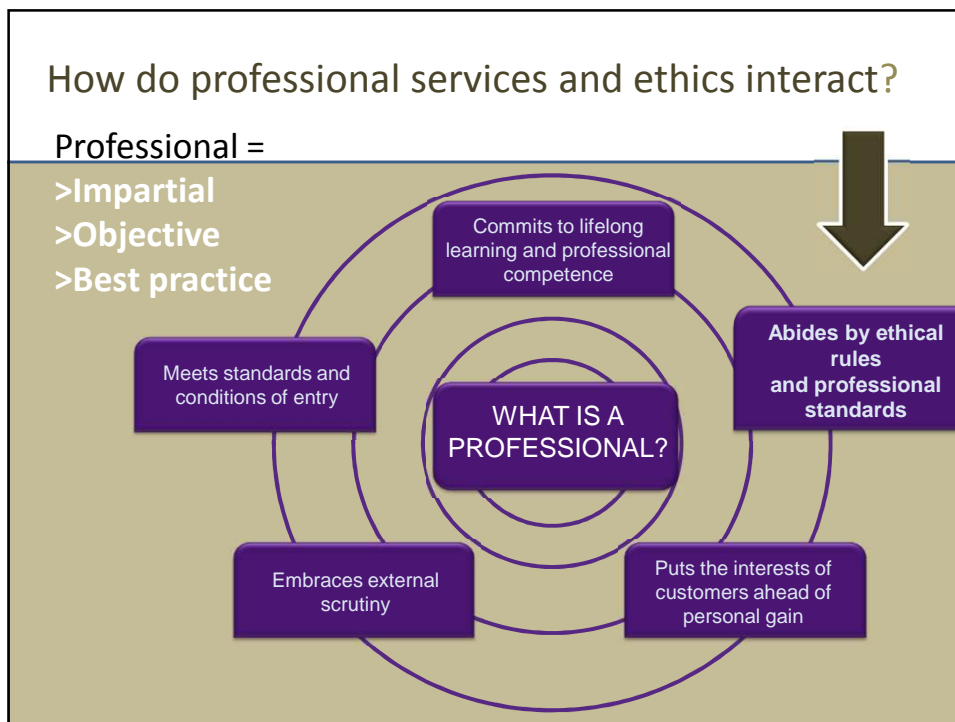 How do professional services and ethics interact?
Professional =
>Impartial
>Objective
>Best practice
Commits to lifelong
learning and professional
competence
Abides by ethical
rules
and professional
standards
Meets standards and
conditions of entry
WHAT IS A
PROFESSIONAL?
Embraces external
scrutiny
Puts the interests of
customers ahead of
personal gain